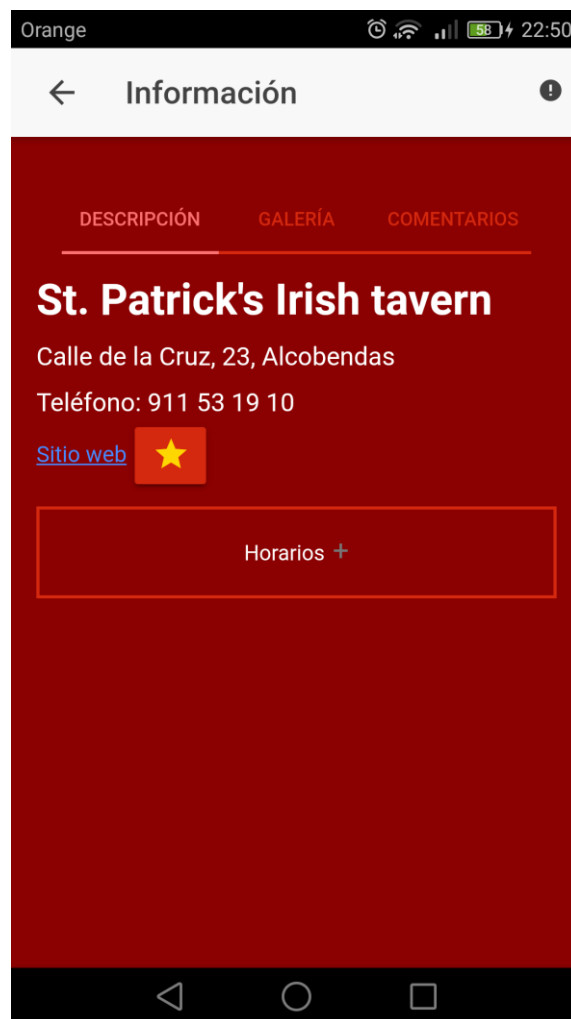 Orange 58 22:50
Información
DESCRIPCIÓN GALERÍA COMENTARIOS
St. Patrick's Irish tavern
Calle de la Cruz, 23, Alcobendas
Teléfono: 911 53 19 10
Sitio web
Horarios +